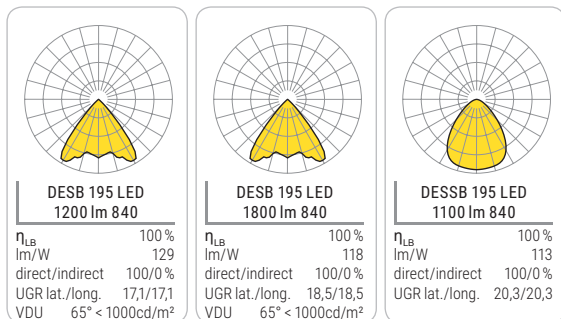 DESB 195 LED
1200 lm 840
ηLB 100 %
lm/W 129
direct/indirect 100/0 %
UGR lat./long. 17,1/17,1
VDU 65° < 1000cd/m²
DESB 195 LED
1800 lm 840
ηLB 100 %
lm/W 118
direct/indirect 100/0 %
UGR lat./long. 18,5/18,5
VDU 65° < 1000cd/m²
DESSB 195 LED
1100 lm 840
ηLB 100 %
lm/W 113
direct/indirect 100/0 %
UGR lat./long. 20,3/20,3